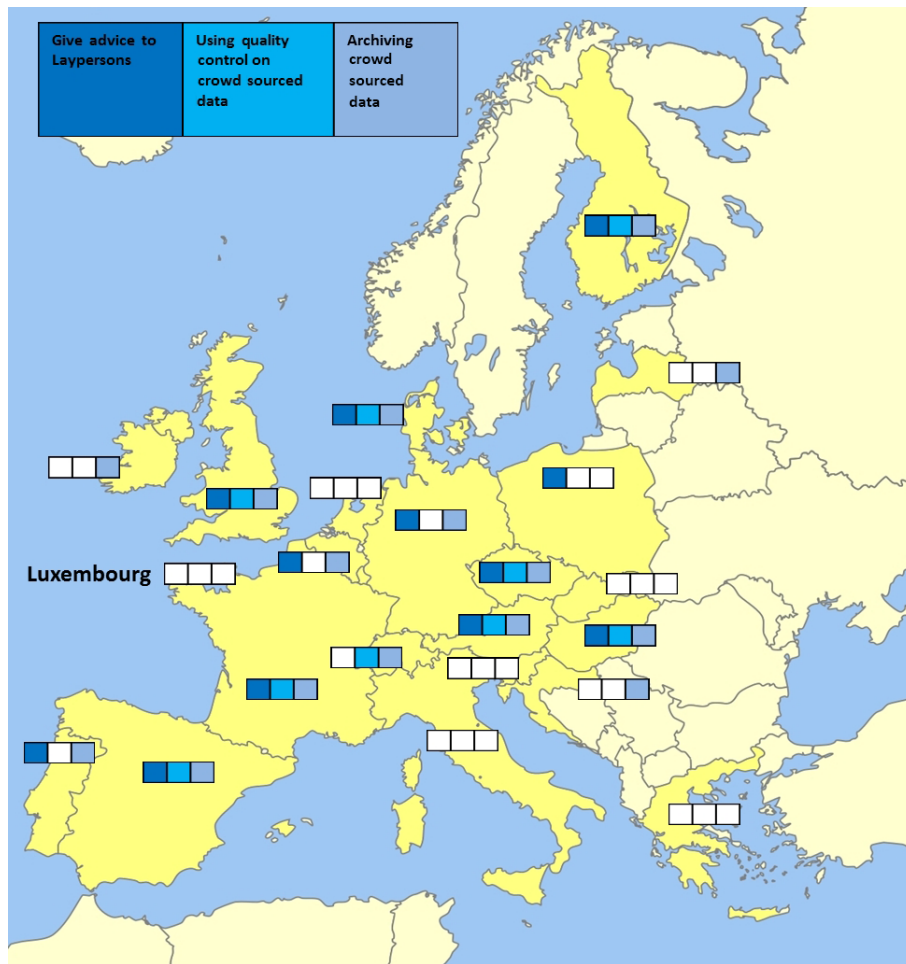 Give advice to
Laypersons
Using quality
control on
crowd sourced
data
Archiving
crowd
sourced
data
Luxembourg